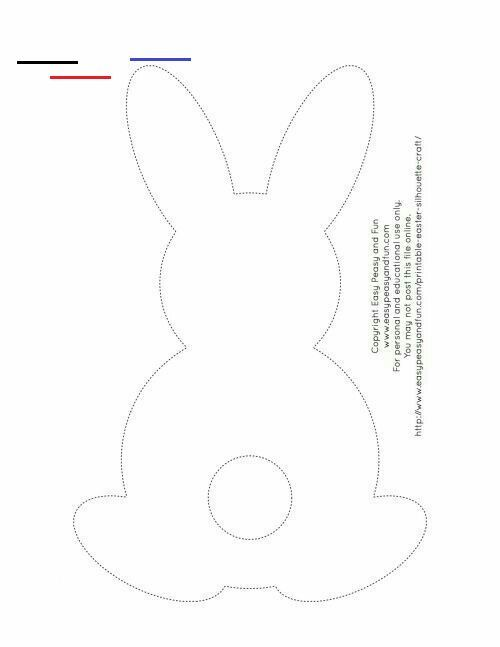 Copyright Easy Peasy and Fun
www.easypeasyandfun.com
For personal and educational use only.
You may not post this file online.
http://www.easypeasyandfun.com/printable-easter-silhouette-craft/